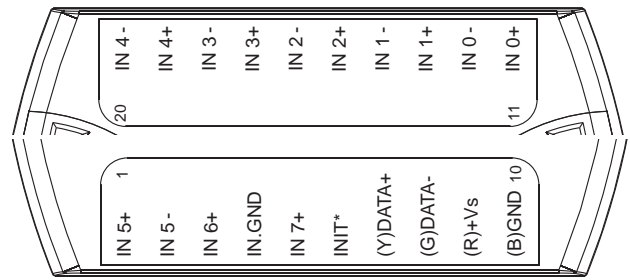 IN 4-
IN 4+
IN 3-
IN 3+
IN 2-
IN 2+
IN 1-
IN 1+
IN 0-
IN 0+
20
11
1
10
IN 5+
IN 5-
IN 6+
IN.GND
IN 7+
INIT*
(Y)DATA+
(G)DATA-
(R)+Vs
(B)GND